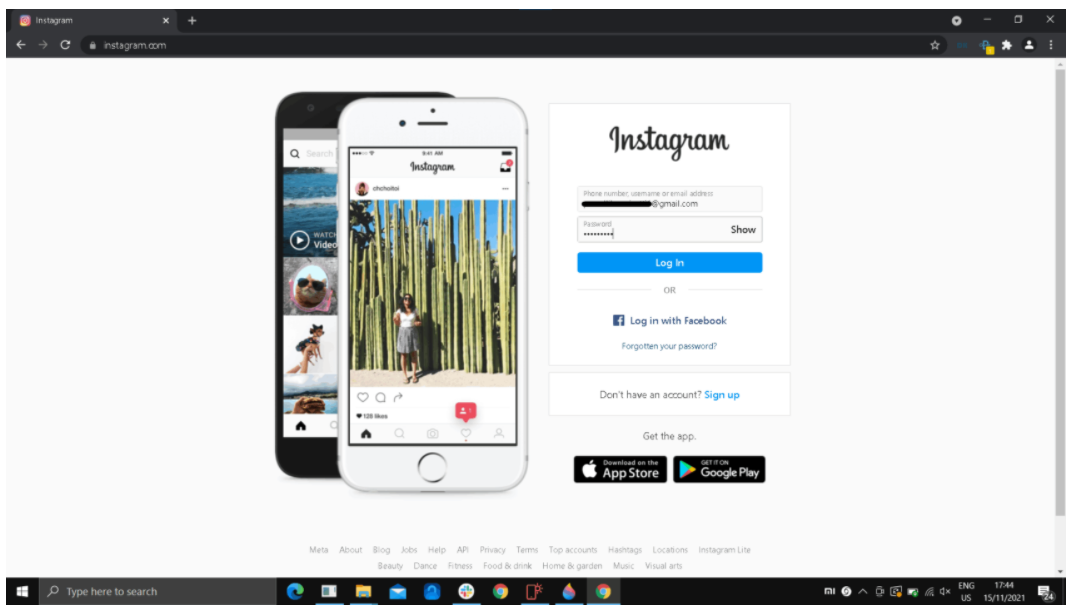 Instagram
instagram.com
Search
WATCH
Video
9:41 AM
Instagram
chchoitoi
128 likes
1
Instagram
Phone number, username or email address
@gmail.com
Password
•••••••••
Show
Log In
OR
Log in with Facebook
Forgotten your password?
Don't have an account? Sign up
Get the app.
Download on the
App Store
GET IT ON
Google Play
Meta About Blog Jobs Help API Privacy Terms Top accounts Hashtags Locations Instagram Lite
Beauty Dance Fitness Food & drink Home & garden Music Visual arts
Type here to search
ENG
US
17:44
15/11/2021
24